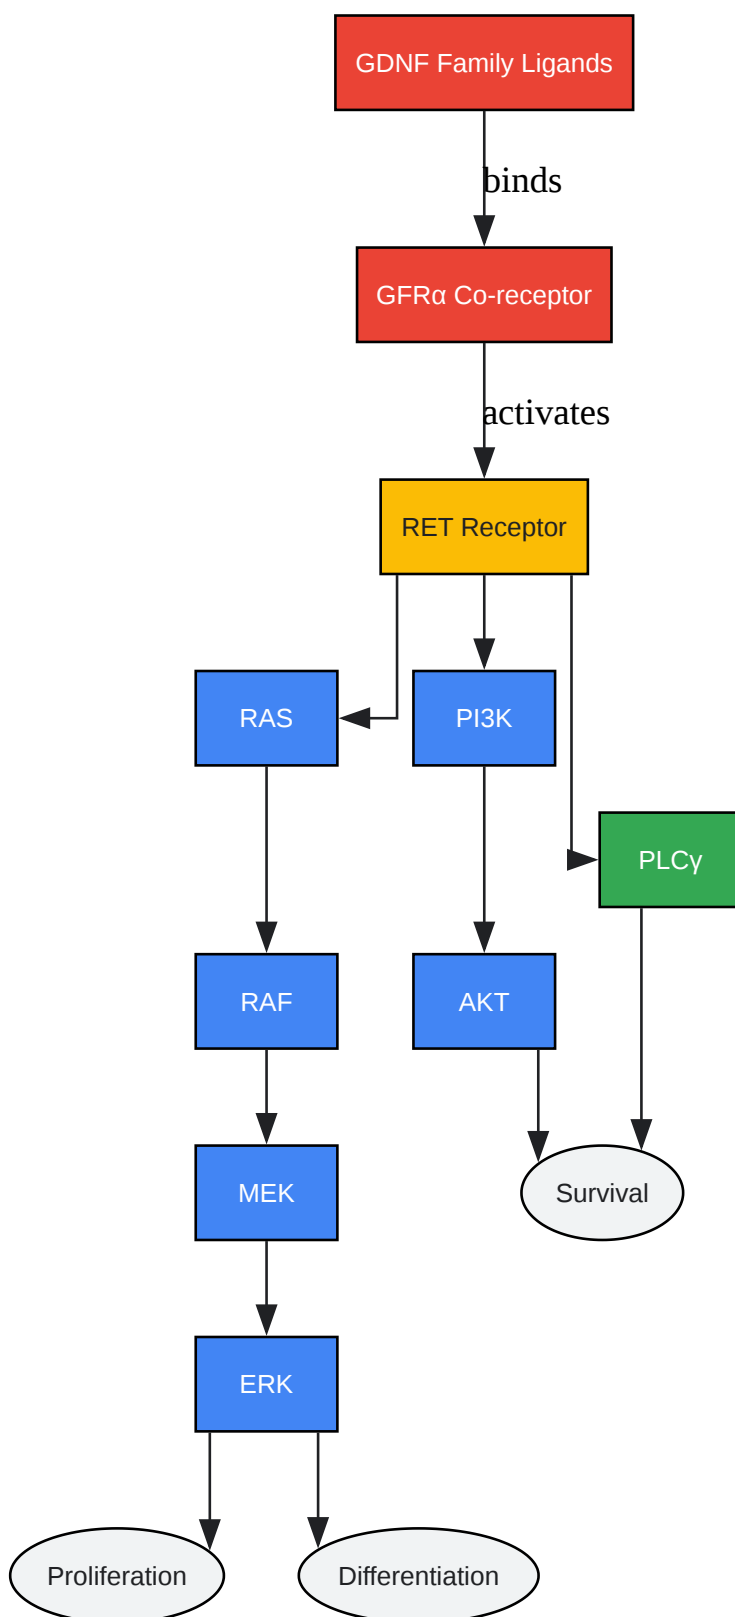 GDNF Family Ligands
binds
GFRα Co-receptor
activates
RET Receptor
RAS
PI3K
PLCγ
RAF
AKT
MEK
Survival
ERK
Proliferation
Differentiation